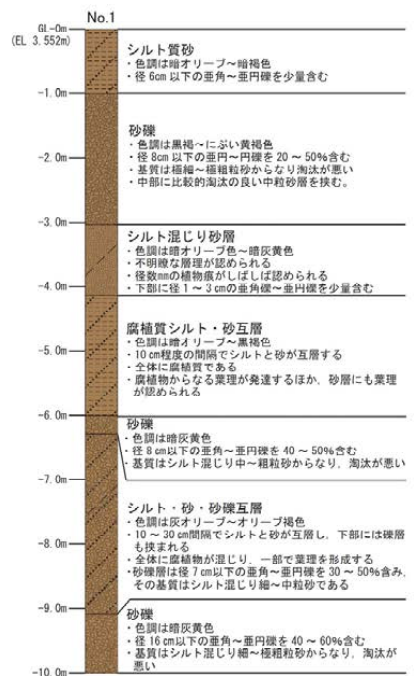 No.1
GL-0m
(EL 3.552m)
シルト質砂
・色調は暗オリーブ～暗褐色
・径 6cm 以下の亜角～亜円礫を少量含む
-1.0m
砂礫
・色調は黒褐～にぶい黄褐色
・径 8cm 以下の亜円～円礫を 20 ～ 50%含む
・基質は極細～極粗粒砂からなり淘汰が悪い
・中部に比較的淘汰の良い中粒砂層を挟む。
-2.0m
-3.0m
シルト混じり砂層
・色調は暗オリーブ色～暗灰黄色
・不明瞭な層理が認められる
・径数mmの植物痕がしばしば認められる
・下部に径 1 ～ 3 cmの亜角礫～亜円礫を少量含む
-4.0m
腐植質シルト・砂互層
・色調は暗オリーブ～黒褐色
・10 cm程度の間隔でシルトと砂が互層する
・全体に腐植質である
・腐植物からなる葉理が発達するほか、砂層にも葉理
が認められる
-5.0m
-6.0m
砂礫
・色調は暗灰黄色
・径 8 cm以下の亜角～亜円礫を 40 ～ 50%含む
・基質はシルト混じり中～粗粒砂からなり、淘汰が悪い
-7.0m
シルト・砂・砂礫互層
・色調は灰オリーブ～オリーブ褐色
・10 ～ 30 cm間隔でシルトと砂が互層し、下部には礫層
も挟まれる
・全体に腐植物が混じり、一部で葉理を形成する
・砂礫層は径 7 cm以下の亜角～亜円礫を 30 ～ 50%含み、
その基質はシルト混じり細～中粒砂である
-8.0m
-9.0m
砂礫
・色調は暗灰黄色
・径 16 cm以下の亜角～亜円礫を 40 ～ 60%含む
・基質はシルト混じり細～極粗粒砂からなり、淘汰が
悪い
-10.0m